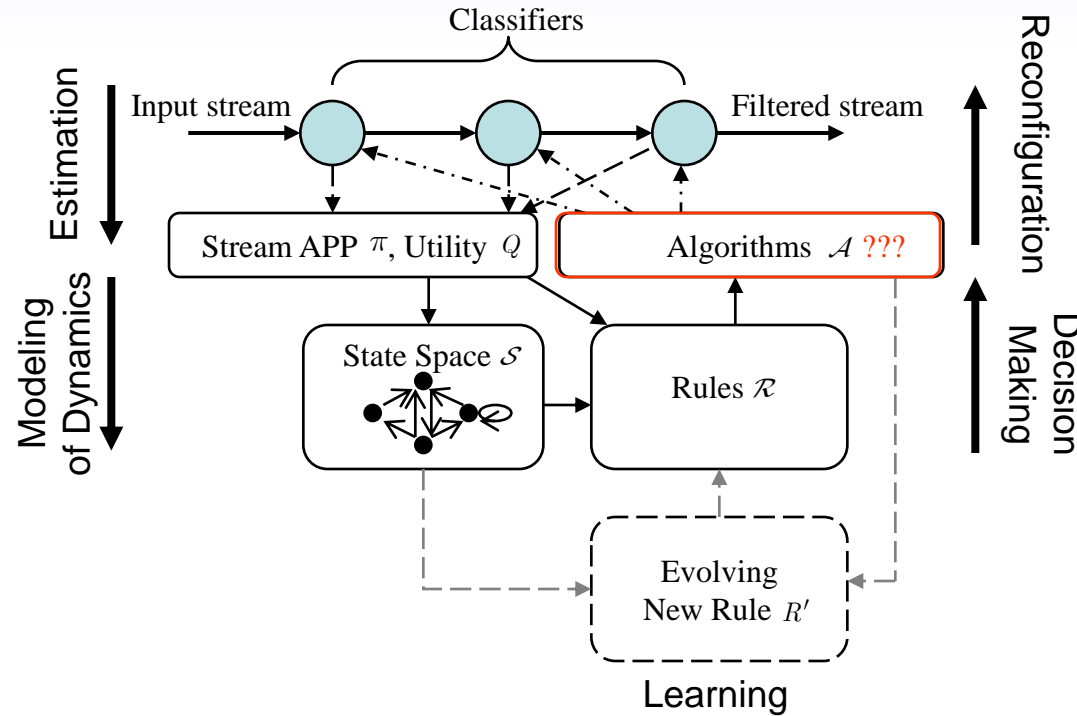 Classifiers
Input stream
Filtered stream
Estimation
Reconfiguration
Stream APP π, Utility Q
Algorithms 𝒜 ???
Modeling
of Dynamics
State Space 𝒮
Rules ℛ
Decision
Making
Evolving
New Rule R′
Learning